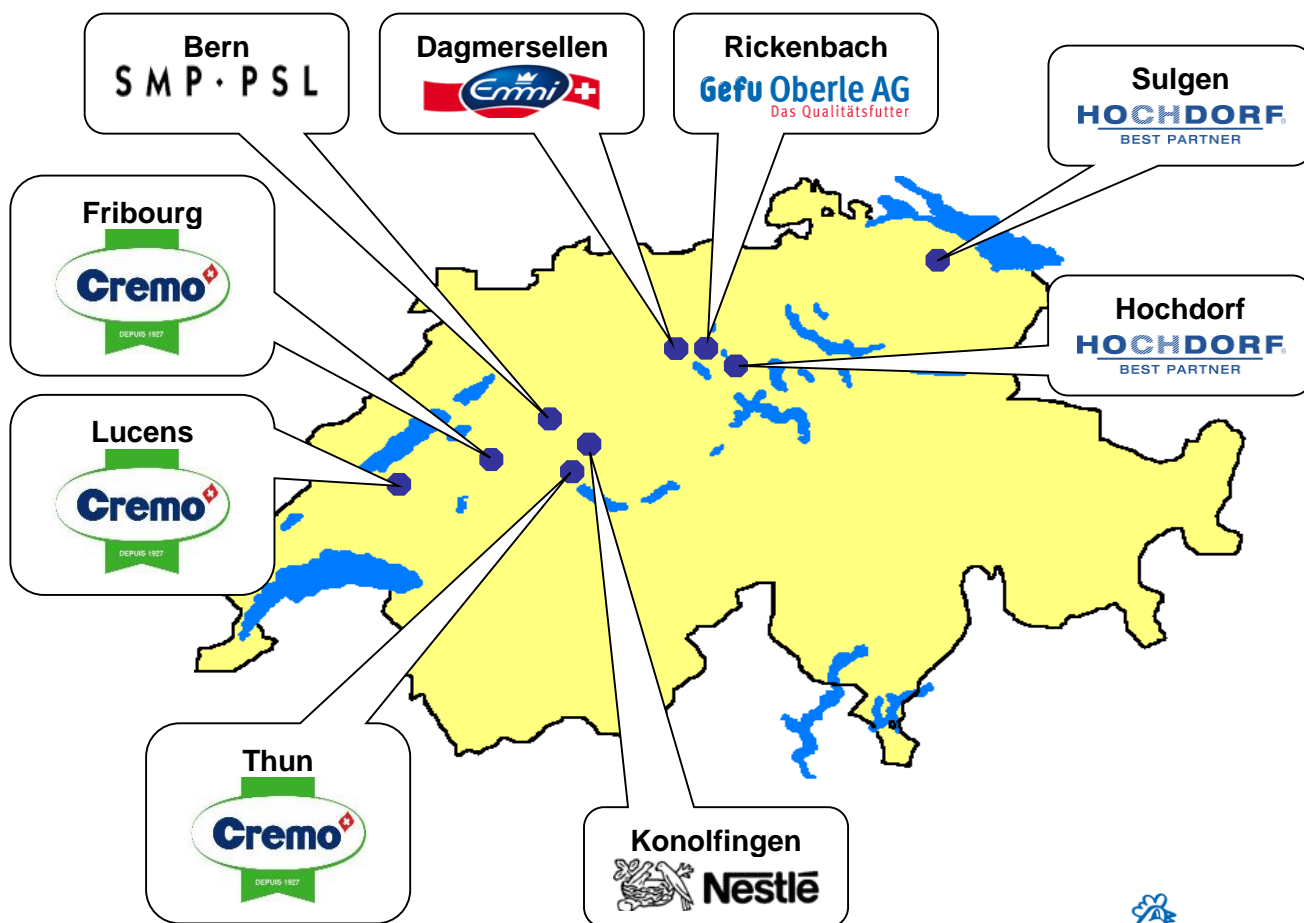 Bern
SMP·PSL
Dagmersellen
Emmi
Rickenbach
Gefu Oberle AG
Das Qualitätsfutter
Sulgen
HOCHDORF®
BEST PARTNER
Fribourg
Cremo
DEPUIS 1927
Hochdorf
HOCHDORF®
BEST PARTNER
Lucens
Cremo
DEPUIS 1927
Thun
Cremo
DEPUIS 1927
Konolfingen
Nestlé